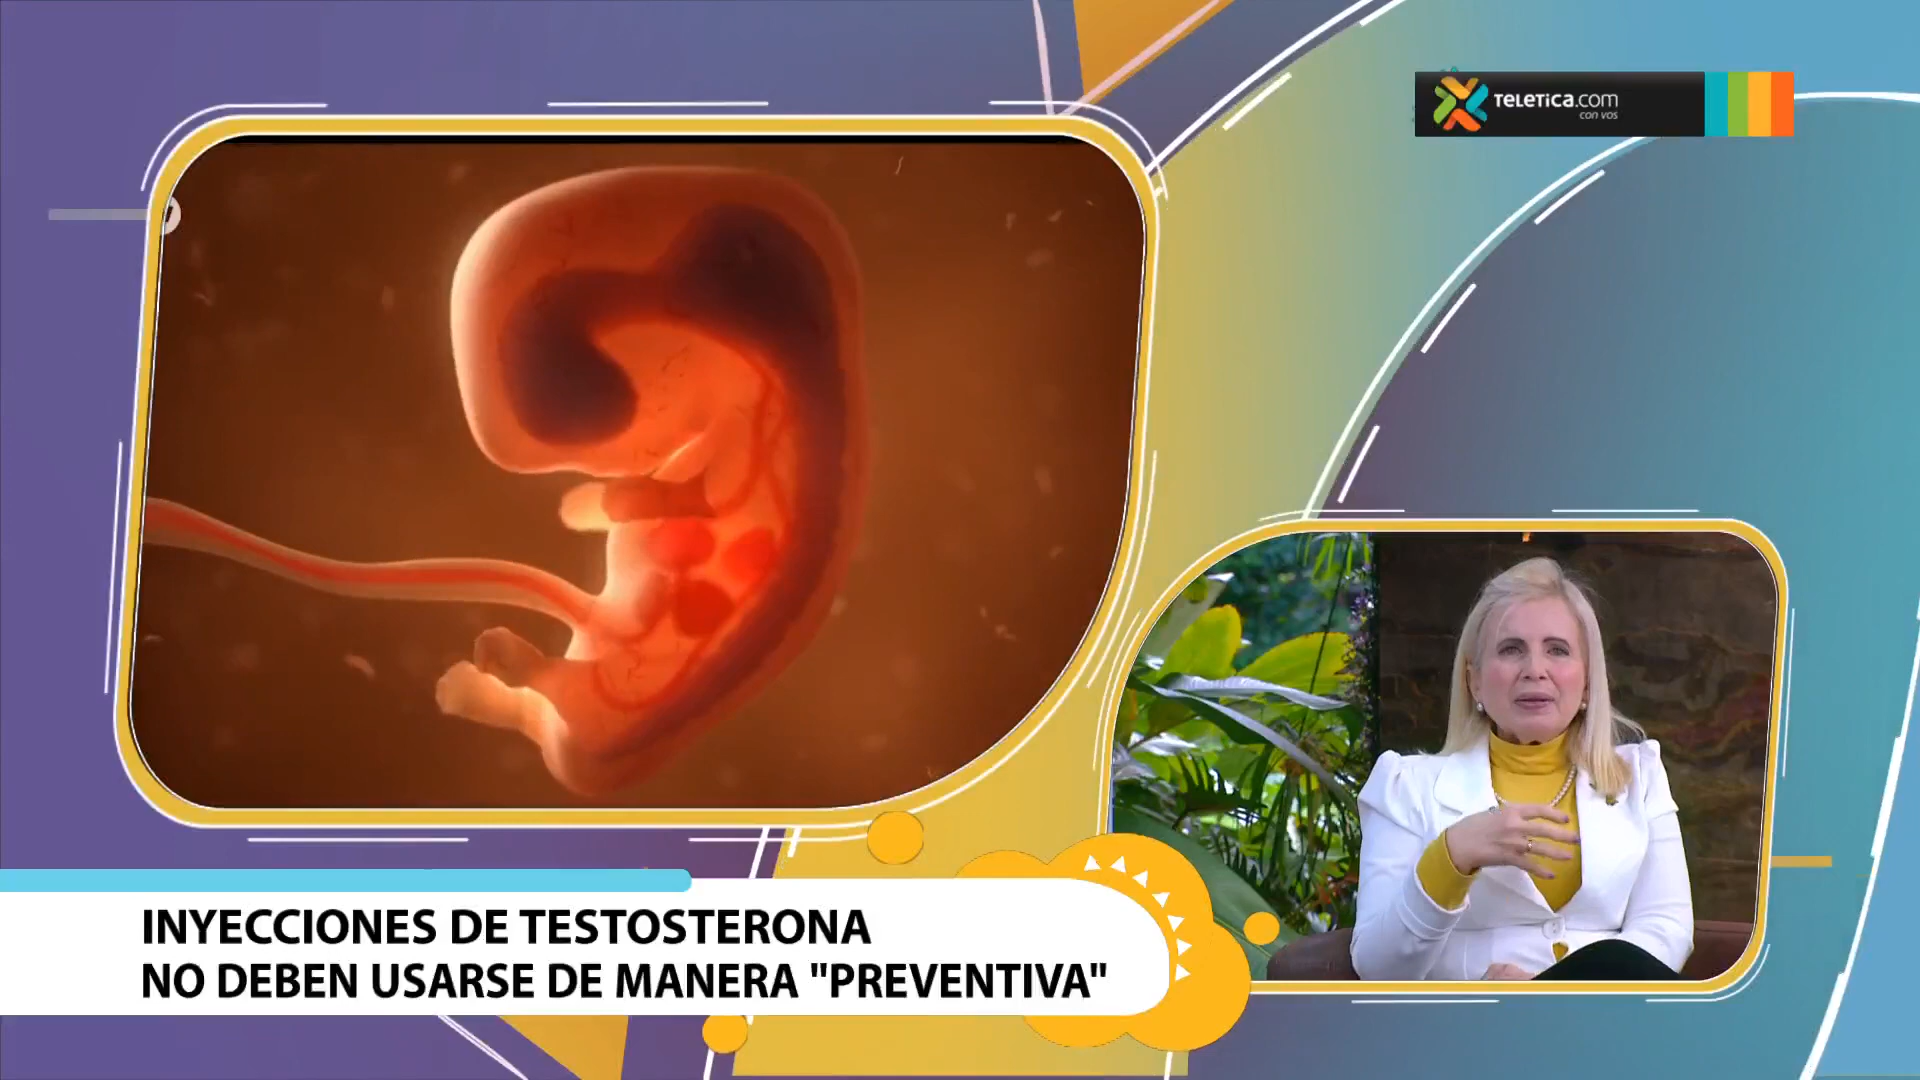 TELETICA.COM
con vos
INYECCIONES DE TESTOSTERONA
NO DEBEN USARSE DE MANERA "PREVENTIVA"